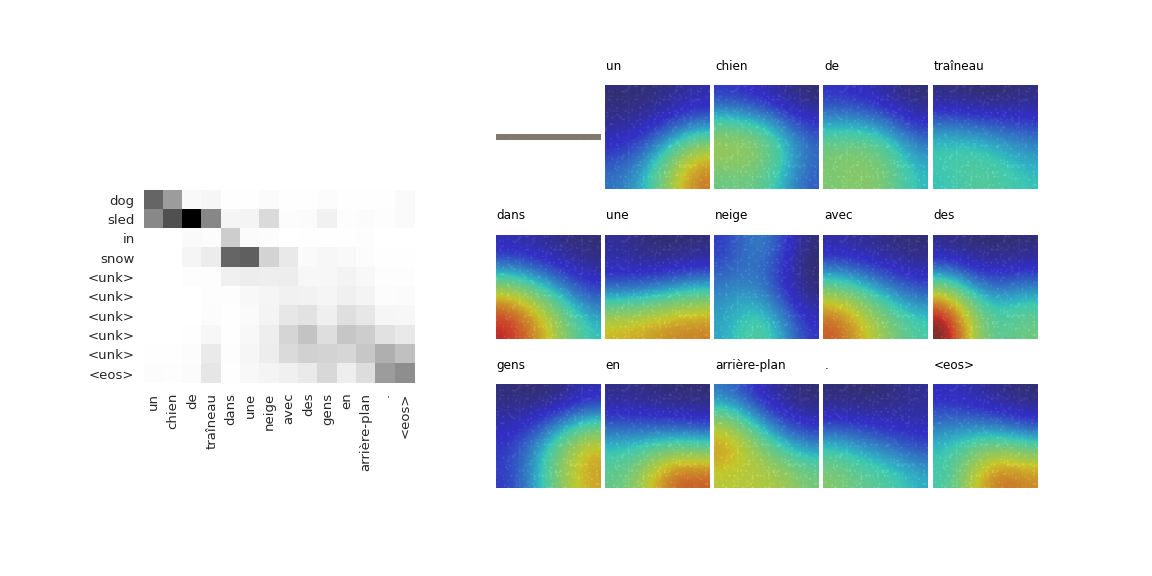 dog
sled
in
snow
<unk>
<unk>
<unk>
<unk>
<unk>
<eos>
un chien de traîneau dans une neige avec des gens en arrière-plan . <eos>
un chien de traîneau
dans une neige avec des
gens en arrière-plan . <eos>